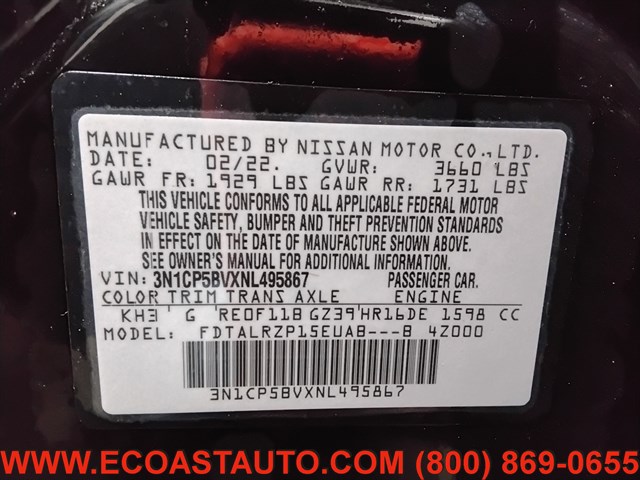 MANUFACTURED BY NISSAN MOTOR CO.,LTD.
DATE: 02/22. GVWR: 3660 LBS
GAWR FR: 1929 LBS GAWR RR: 1731 LBS
THIS VEHICLE CONFORMS TO ALL APPLICABLE FEDERAL MOTOR
VEHICLE SAFETY, BUMPER AND THEFT PREVENTION STANDARDS
IN EFFECT ON THE DATE OF MANUFACTURE SHOWN ABOVE.
SEE OWNER'S MANUAL FOR ADDITIONAL INFORMATION
VIN: 3N1CP5BVXNL495867 PASSENGER CAR.
COLOR TRIM TRANS AXLE ENGINE
KH3 G RE0F11B GZ39 HR16DE 1598 CC
MODEL: FDTALRZP15EUAB---B 4Z000
3N1CP5BVXNL495867
WWW.ECOASTAUTO.COM (800) 869-0655